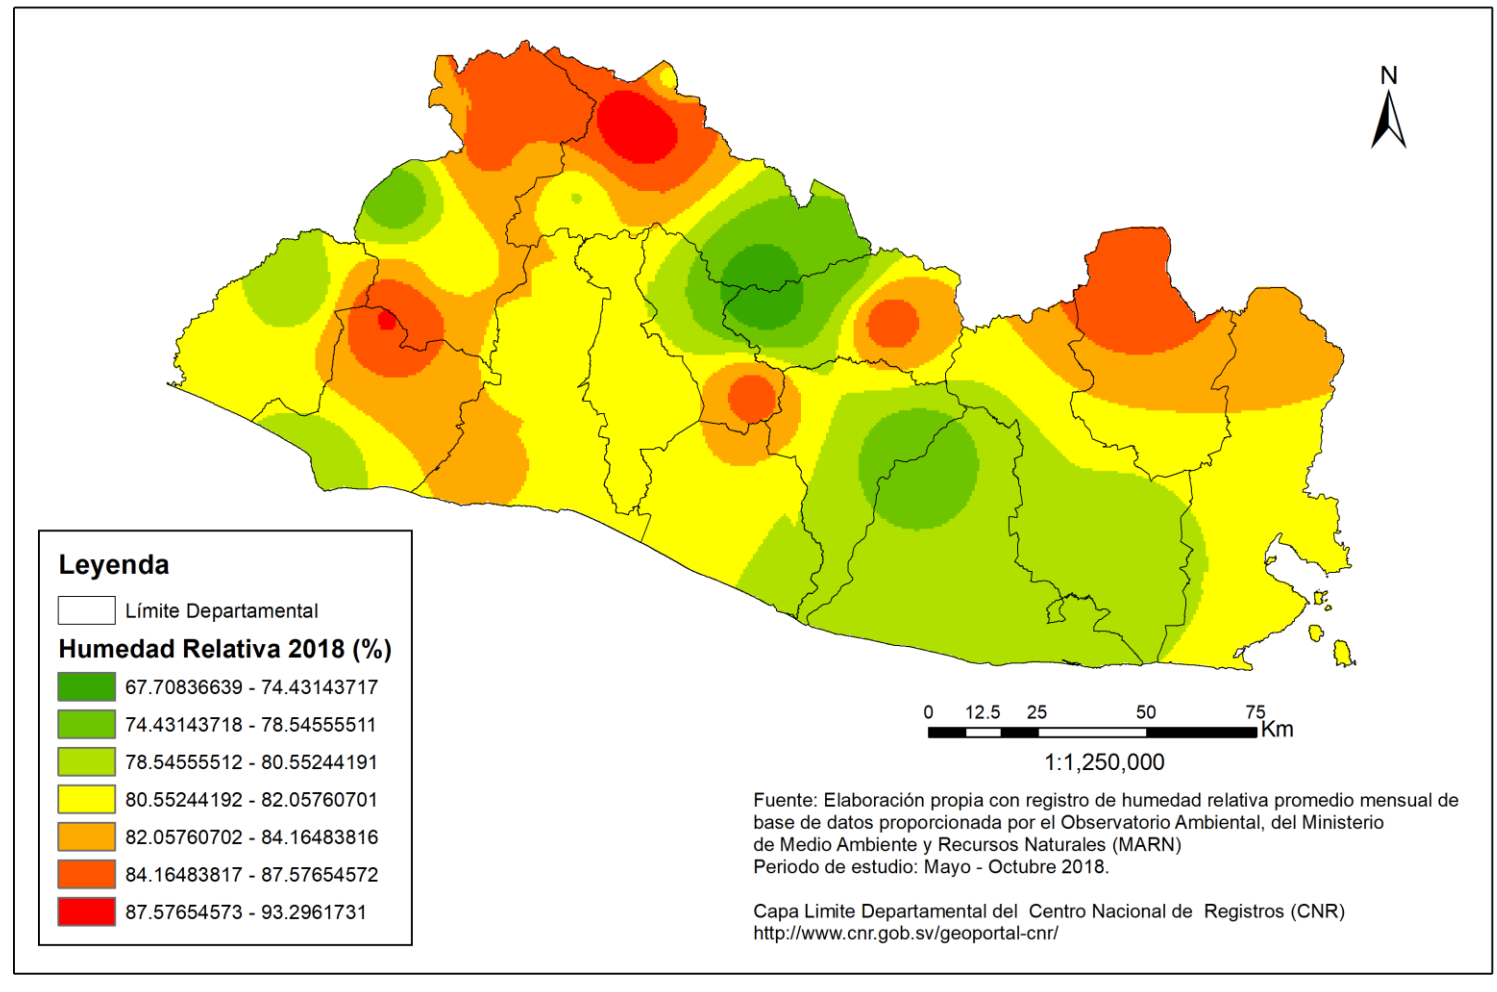 N
Leyenda
Límite Departamental
Humedad Relativa 2018 (%)
67.70836639 - 74.43143717
74.43143718 - 78.54555511
78.54555512 - 80.55244191
80.55244192 - 82.05760701
82.05760702 - 84.16483816
84.16483817 - 87.57654572
87.57654573 - 93.2961731
0 12.5 25 50 75
Km
1:1,250,000
Fuente: Elaboración propia con registro de humedad relativa promedio mensual de
base de datos proporcionada por el Observatorio Ambiental, del Ministerio
de Medio Ambiente y Recursos Naturales (MARN)
Periodo de estudio: Mayo - Octubre 2018.
Capa Limite Departamental del Centro Nacional de Registros (CNR)
http://www.cnr.gob.sv/geoportal-cnr/